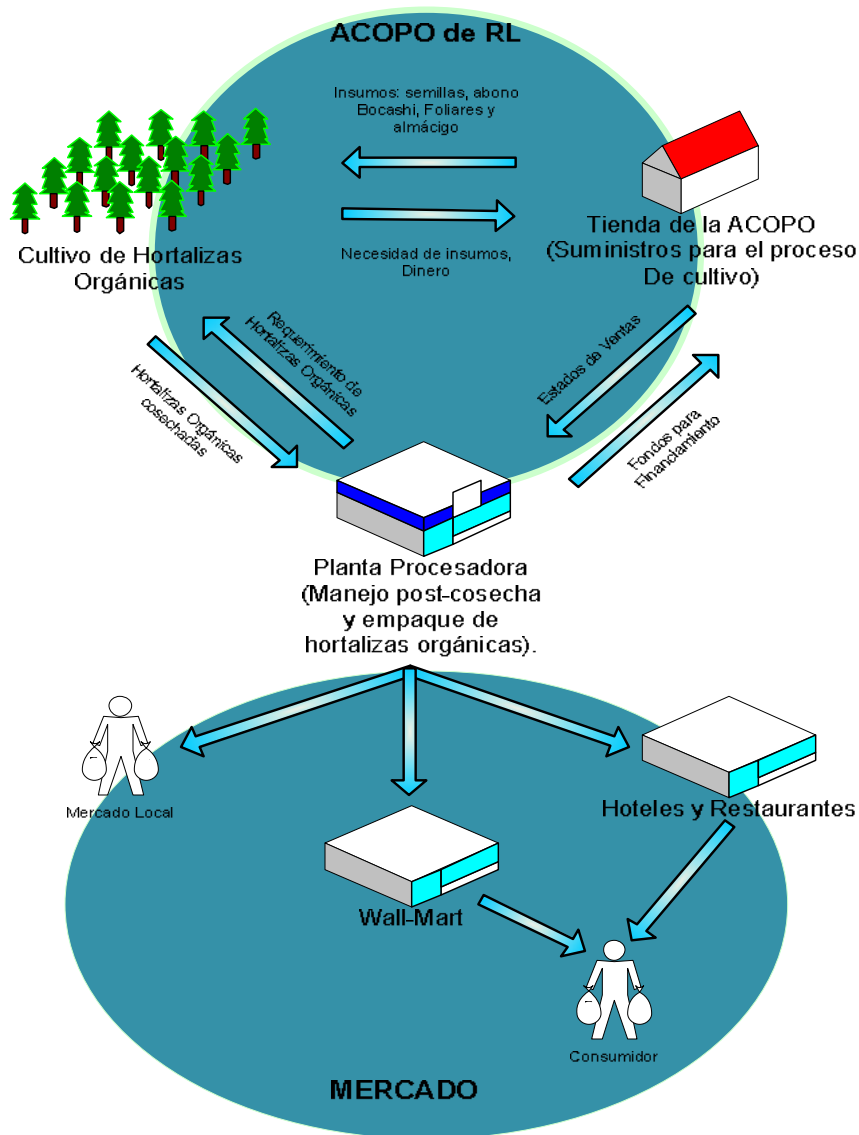 ACOPO de RL
Insumos: semillas, abono
Bocashi, Foliares y
almácigo
Cultivo de Hortalizas
Orgánicas
Necesidad de insumos,
Dinero
Tienda de la ACOPO
(Suministros para el proceso
De cultivo)
Requerimiento de
Hortalizas Orgánicas
Hortalizas Orgánicas
cosechadas
Estados de Ventas
Fondos para
Financiamiento
Planta Procesadora
(Manejo post-cosecha
y empaque de
hortalizas orgánicas).
Mercado Local
Hoteles y Restaurantes
Wall-Mart
Consumidor
MERCADO